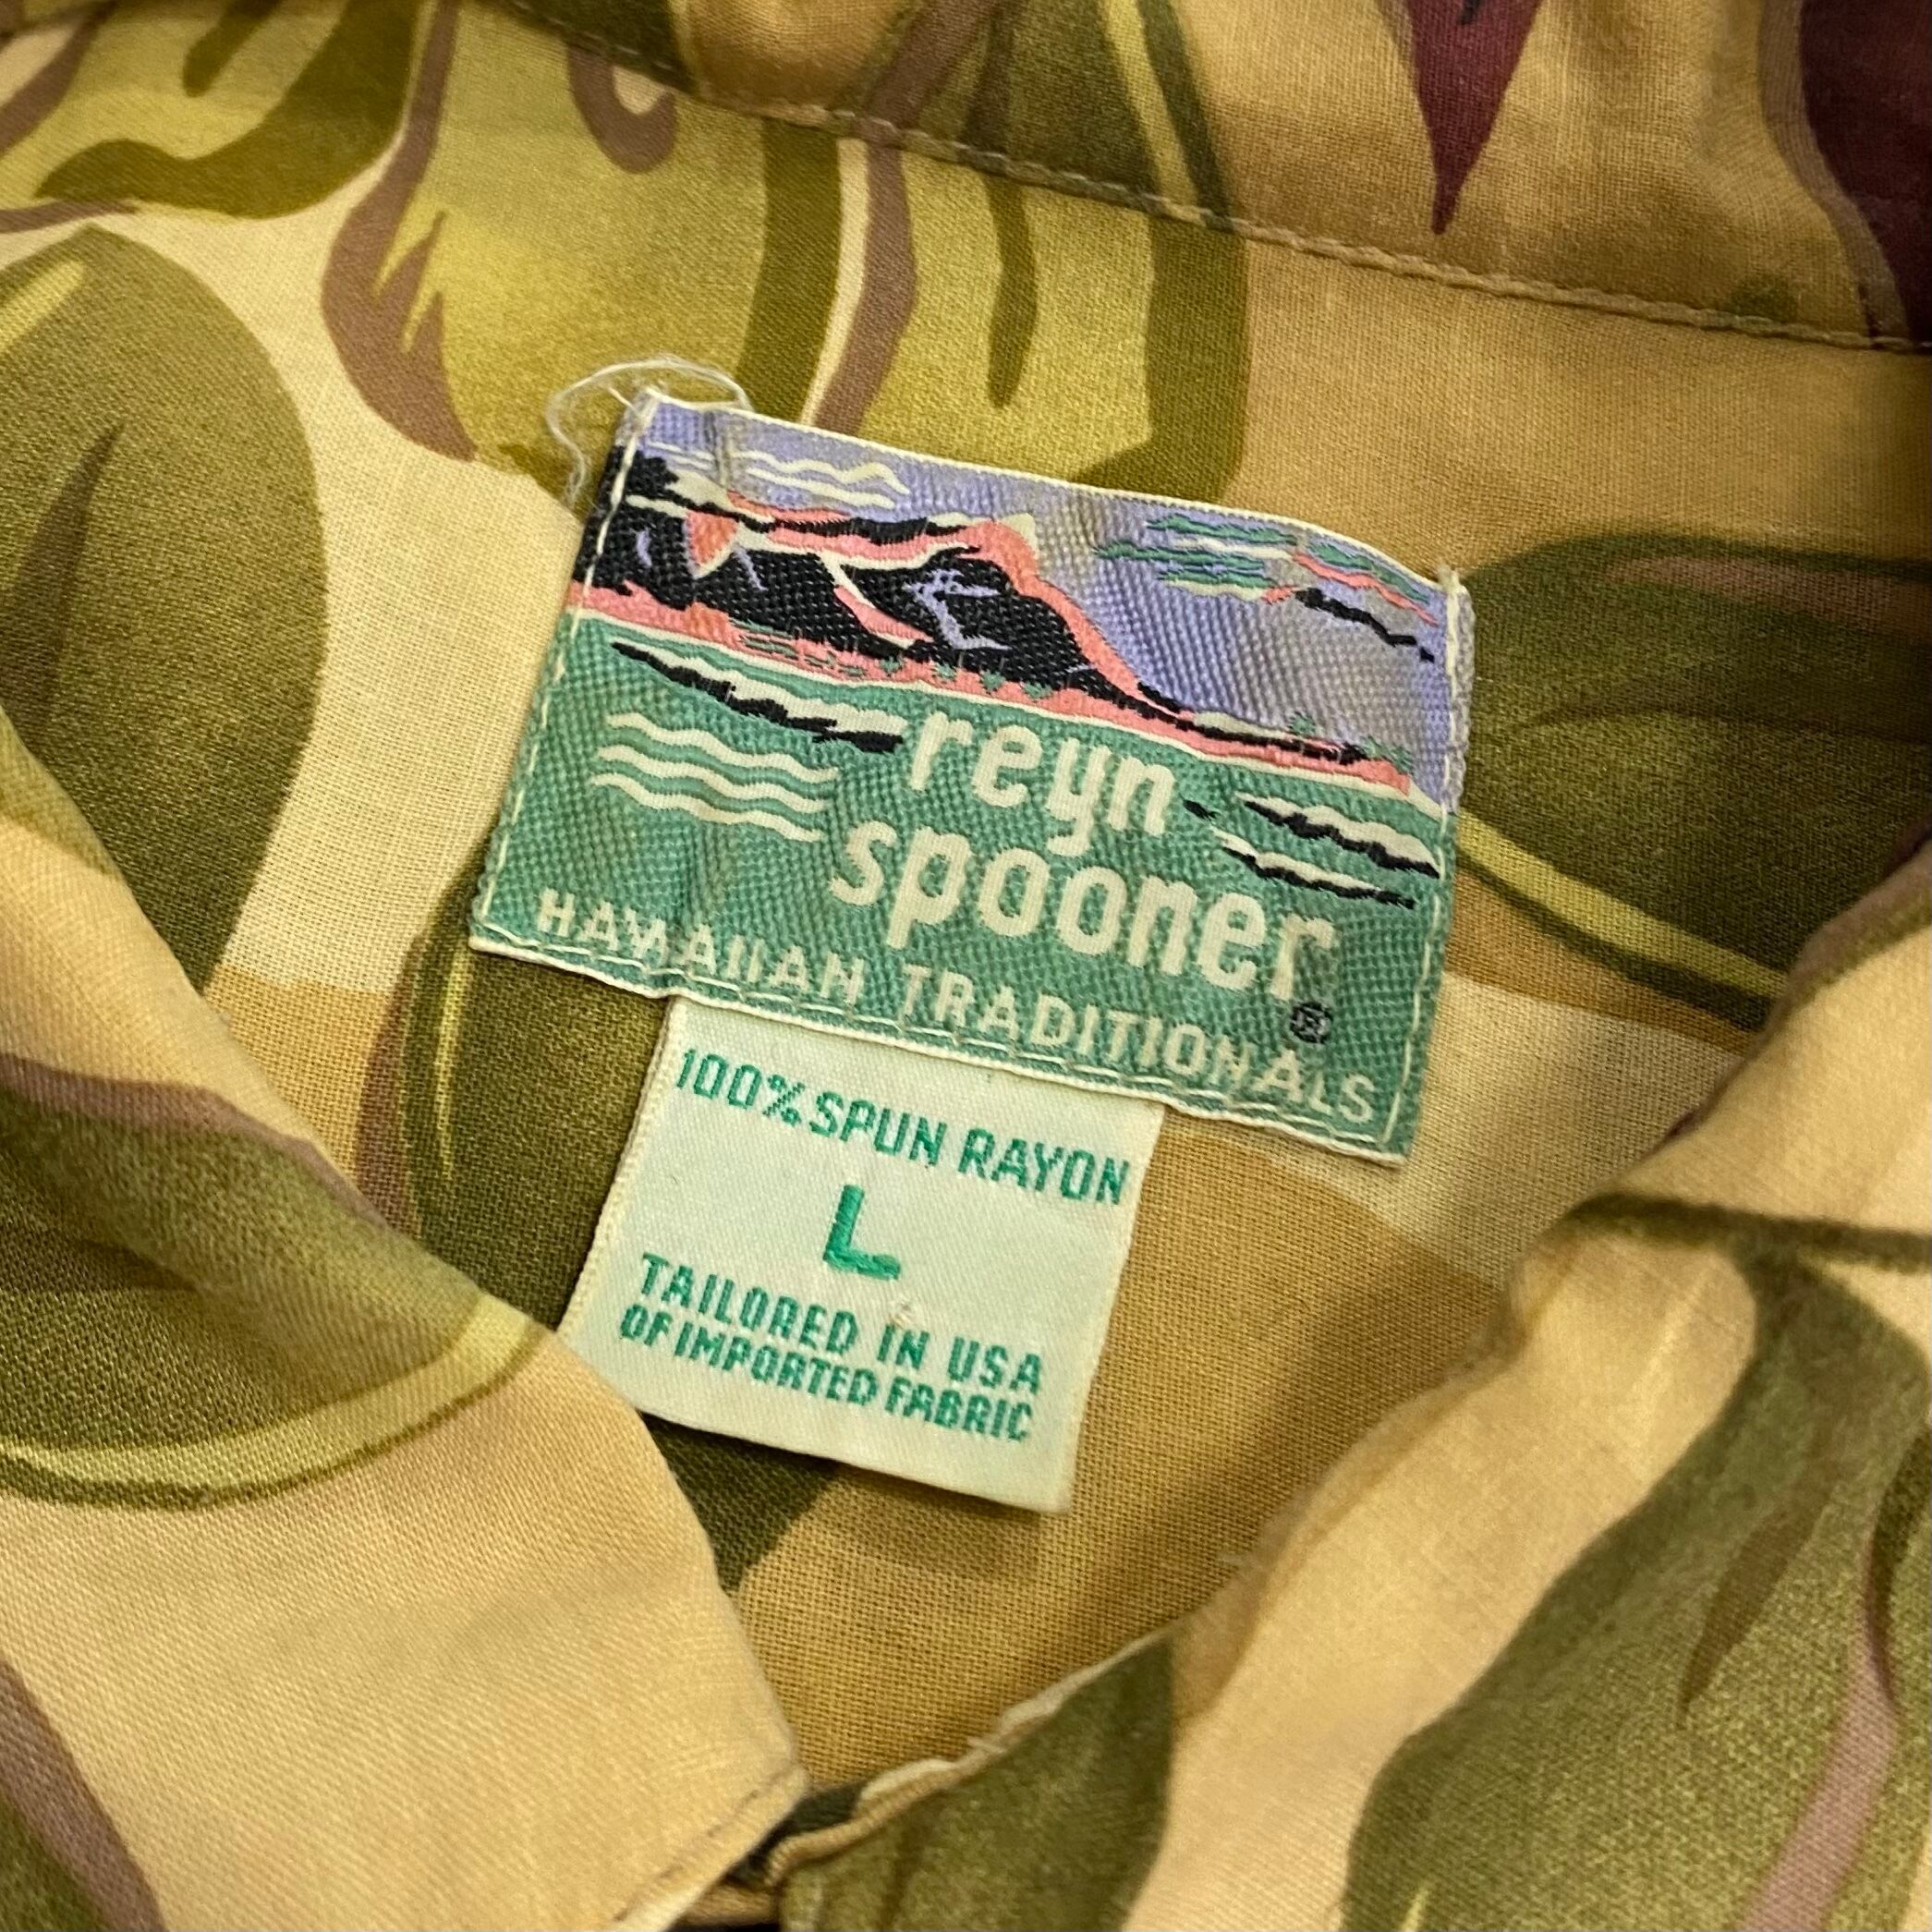 reyn
spooner®
HAWAIIAN TRADITIONALS
100% SPUN RAYON
L
TAILORED IN USA
OF IMPORTED FABRIC